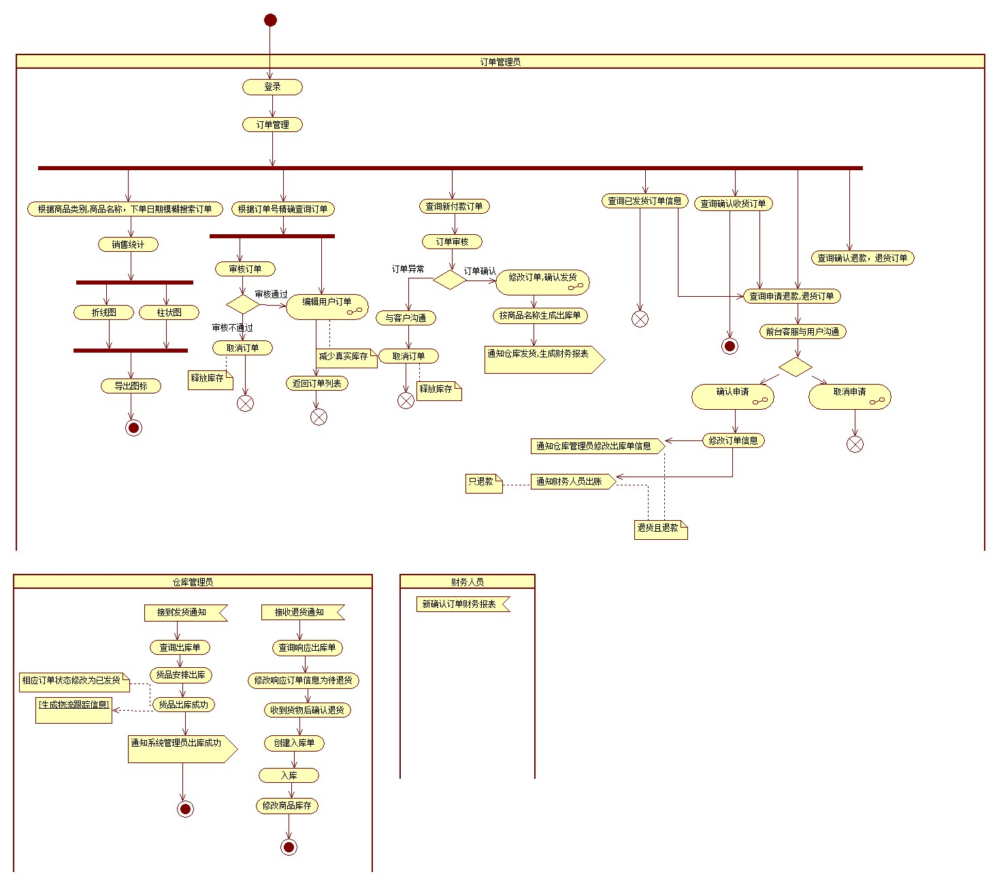 订单管理员
登录
订单管理
根据商品类别,商品名称，下单日期模糊搜索订单
销售统计
折线图
柱状图
导出图标
根据订单号精确查询订单
审核订单
审核通过
编辑用户订单
审核不通过
取消订单
释放库存
减少真实库存
返回订单列表
查询新付款订单
订单审核
订单异常
订单确认
修改订单,确认发货
与客户沟通
按商品名称生成出库单
取消订单
通知仓库发货,生成财务报表
释放库存
查询已发货订单信息
查询确认收货订单
查询确认退款，退货订单
查询申请退款,退货订单
前台客服与用户沟通
确认申请
取消申请
修改订单信息
通知仓库管理员修改出库单信息
只退款
通知财务人员出账
退货且退款
仓库管理员
接到发货通知
查询出库单
货品安排出库
相应订单状态修改为已发货
货品出库成功
[生成物流跟踪信息]
通知系统管理员出库成功
接收退货通知
查询响应出库单
修改响应订单信息为待退货
收到货物后确认退货
创建入库单
入库
修改商品库存
财务人员
新确认订单财务报表